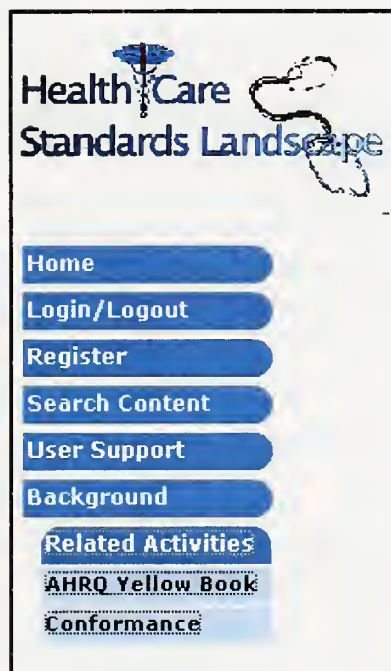 Health Care
Standards Landscape
Home
Login/Logout
Register
Search Content
User Support
Background
Related Activities
AHRQ Yellow Book
Conformance